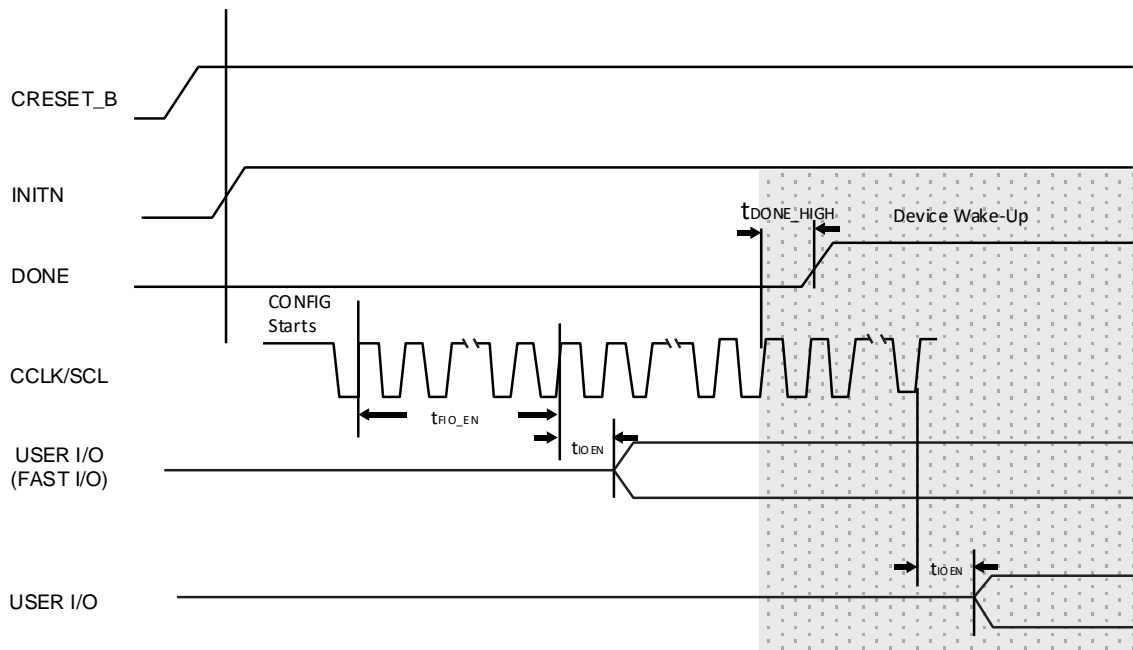 CRESET_B
INITN
tDONE_HIGH
Device Wake-Up
DONE
CONFIG
Starts
CCLK/SCL
tFIO_EN
USER I/O
(FAST I/O)
tIOEN
tIOEN
USER I/O